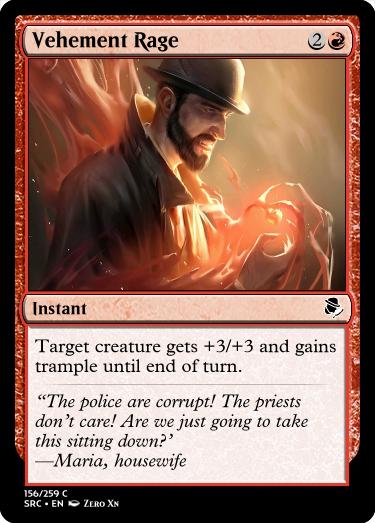 Vehement Rage 2
Instant
Target creature gets +3/+3 and gains
trample until end of turn.
“The police are corrupt! The priests
don’t care! Are we just going to take
this sitting down?’
—Maria, housewife
156/259 C
SRC • EN Zero Xn